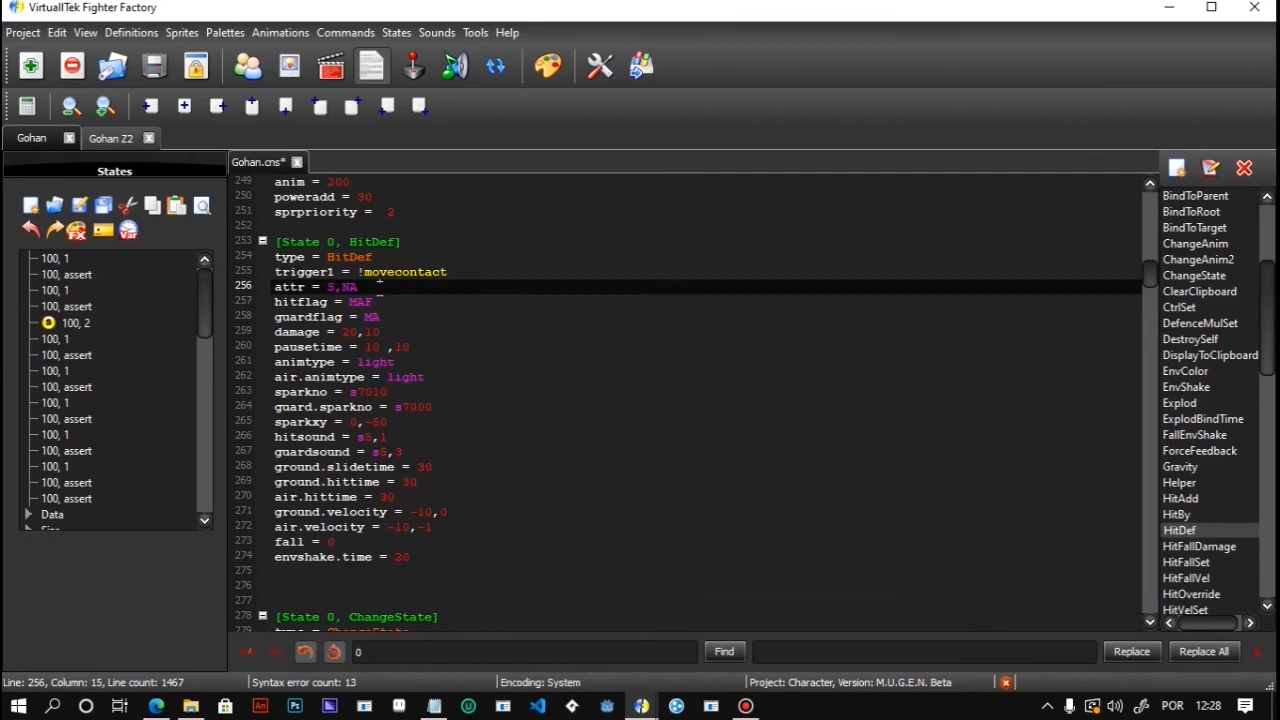 VirtuallTek Fighter Factory
Project Edit View Definitions Sprites Palettes Animations Commands States Sounds Tools Help
Gohan Gohan Z2
States
100, 1
100, assert
100, 1
100, assert
S 100, 2
100, 1
100, assert
100, 1
100, assert
100, 1
100, assert
100, 1
100, assert
100, 1
100, assert
100, assert
Data
Gohan.cns*
249 anim = 200
250 poweradd = 30
251 sprpriority = 2
252
253 [State 0, HitDef]
254 type = HitDef
255 trigger1 = !movecontact
256 attr = S,NA
257 hitflag = MAF
258 guardflag = MA
259 damage = 20,10
260 pausetime = 10 ,10
261 animtype = light
262 air.animtype = light
263 sparkno = s7010
264 guard.sparkno = s7000
265 sparkxy = 0,-50
266 hitsound = s5,1
267 guardsound = s5,3
268 ground.slidetime = 30
269 ground.hittime = 30
270 air.hittime = 30
271 ground.velocity = -10,0
272 air.velocity = -10,-1
273 fall = 0
274 envshake.time = 20
275
276
277
278 [State 0, ChangeState]
279 type = ChangeState
BindToParent
BindToRoot
BindToTarget
ChangeAnim
ChangeAnim2
ChangeState
ClearClipboard
CtrlSet
DefenceMulSet
DestroySelf
DisplayToClipboard
EnvColor
EnvShake
Explod
ExplodBindTime
FallEnvShake
ForceFeedback
Gravity
Helper
HitAdd
HitBy
HitDef
HitFallDamage
HitFallSet
HitFallVel
HitOverride
HitVelSet
0 Find Replace Replace All
Line: 256, Column: 15, Line count: 1467 Syntax error count: 13 Encoding: System Project: Character, Version: M.U.G.E.N. Beta
An Ps POR 12:28